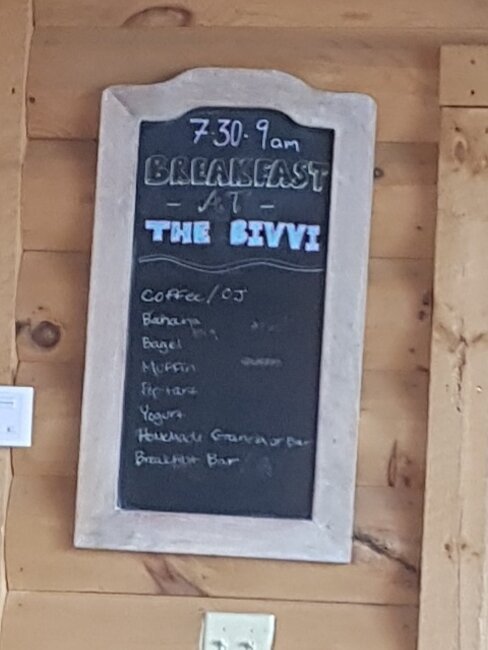 7.30-9am
BREAKFAST
- AT -
THE BIVVI
COFFEE / OJ
Banana
Bagel
Muffin
Pop-tart
Yogurt
Homemade Granola Bar
Breakfast Bar